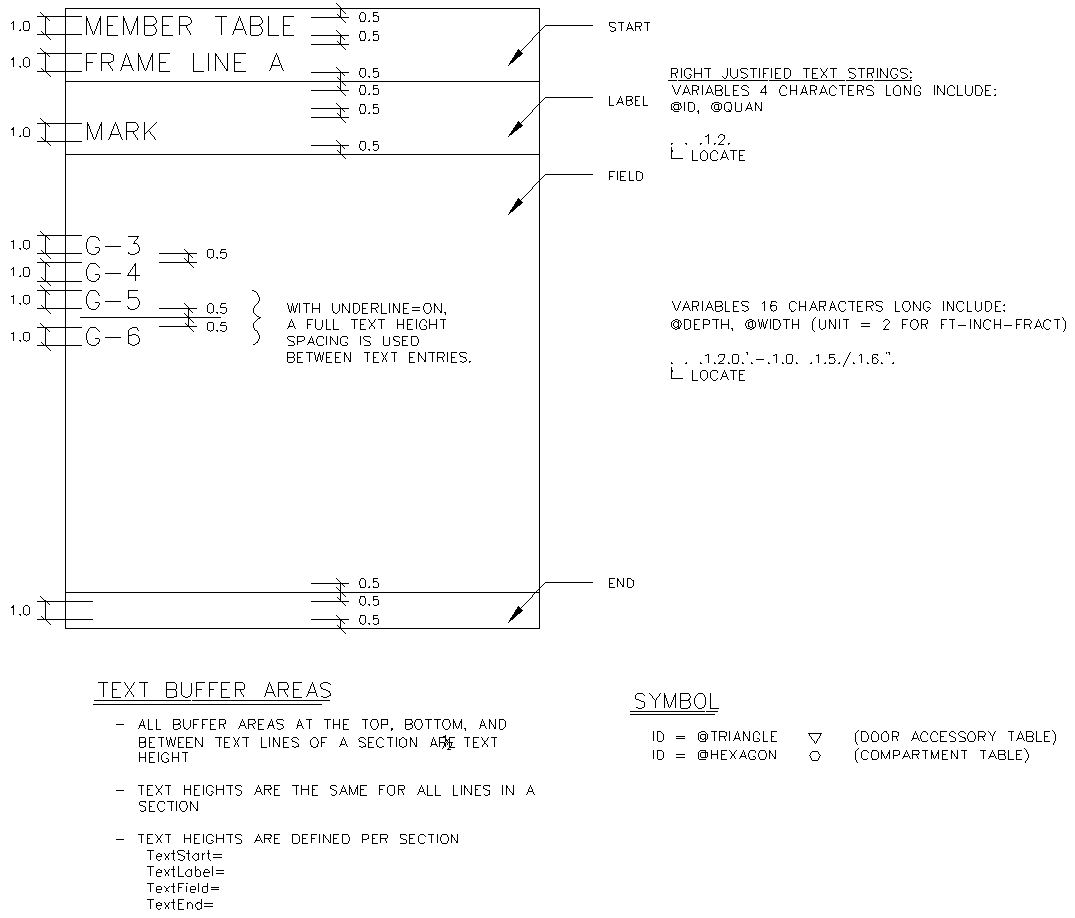 1.0 MEMBER TABLE 0.5
0.5
START
1.0 FRAME LINE A 0.5
0.5
LABEL
0.5
1.0 MARK 0.5
FIELD
1.0 G-3 0.5
1.0 G-4
1.0 G-5 0.5
0.5
1.0 G-6
WITH UNDERLINE=ON,
A FULL TEXT HEIGHT
SPACING IS USED
BETWEEN TEXT ENTRIES.
0.5
END
1.0 0.5
0.5
RIGHT JUSTIFIED TEXT STRINGS:
VARIABLES 4 CHARACTERS LONG INCLUDE:
@ID, @QUAN
. . .1.2.
LOCATE
VARIABLES 16 CHARACTERS LONG INCLUDE:
@DEPTH, @WIDTH (UNIT = 2 FOR FT-INCH-FRACT)
. . .1.2.0.'.-.1.0. .1.5./.1.6.".
LOCATE
TEXT BUFFER AREAS
- ALL BUFFER AREAS AT THE TOP, BOTTOM, AND
BETWEEN TEXT LINES OF A SECTION ARE TEXT
HEIGHT
- TEXT HEIGHTS ARE THE SAME FOR ALL LINES IN A
SECTION
- TEXT HEIGHTS ARE DEFINED PER SECTION
TextStart=
TextLabel=
TextField=
TextEnd=
SYMBOL
ID = @TRIANGLE (DOOR ACCESSORY TABLE)
ID = @HEXAGON (COMPARTMENT TABLE)